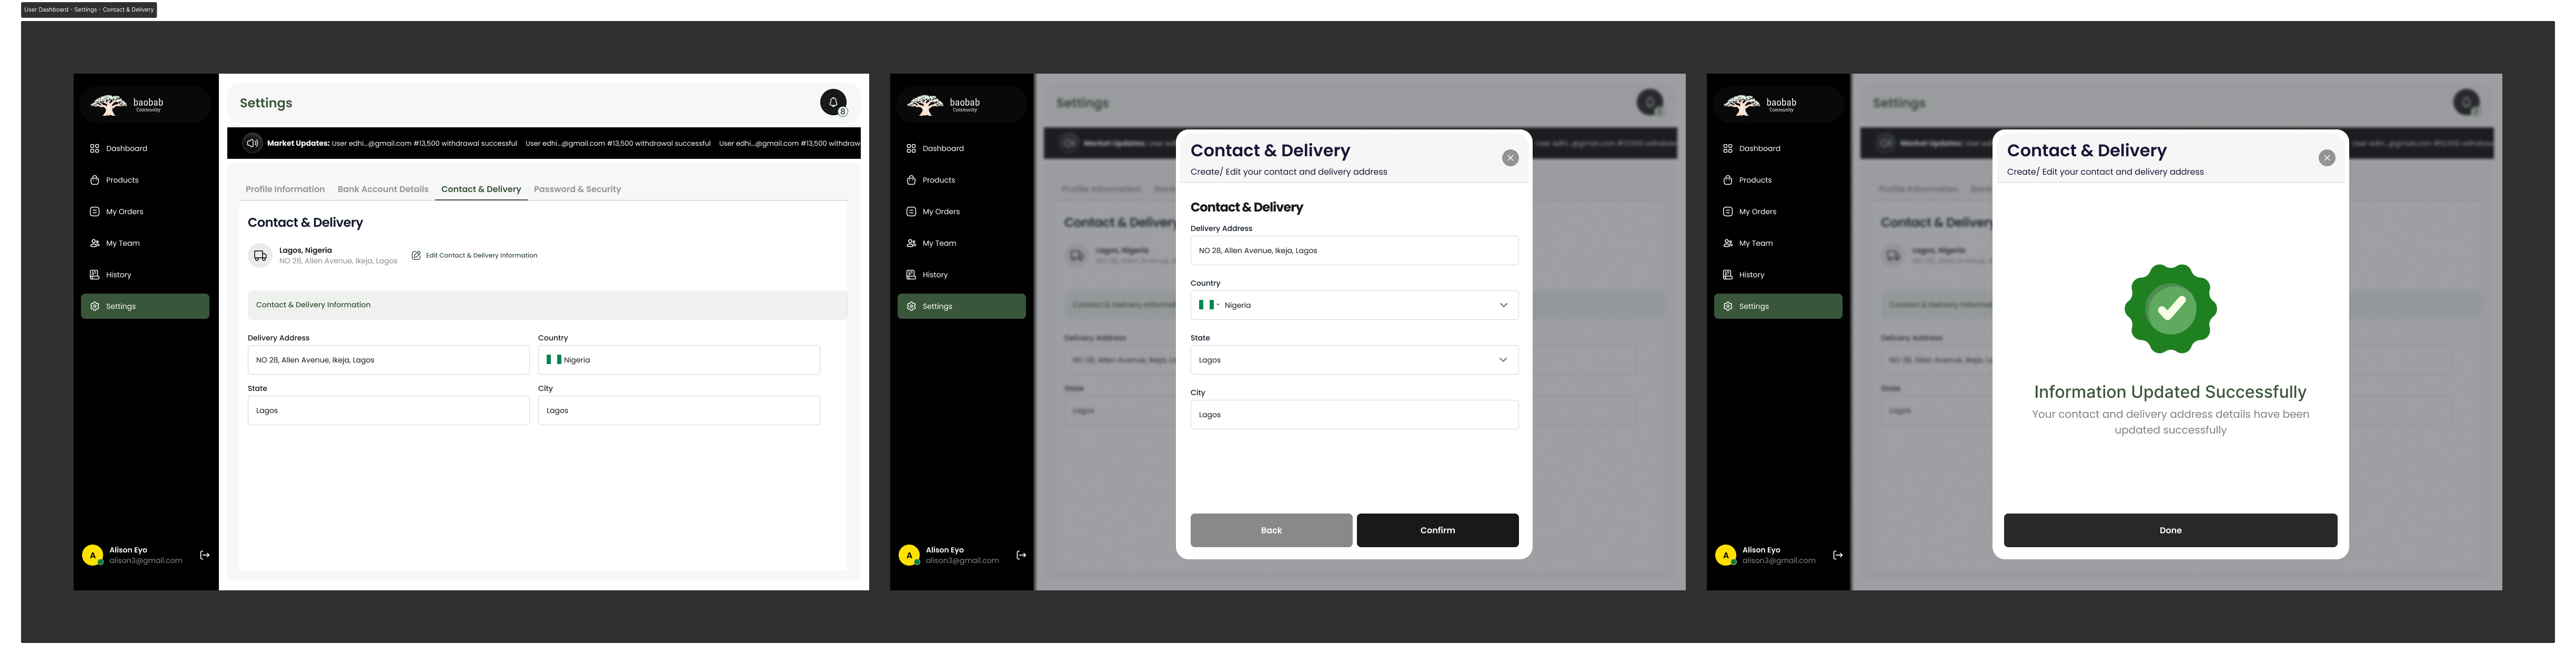 User Dashboard - Settings - Contact & Delivery
baobab
Community
Dashboard
Products
My Orders
My Team
History
Settings
A
Alison Eyo
alison3@gmail.com
Settings
8
Market Updates: User edhi...@gmail.com #13,500 withdrawal successful User edhi...@gmail.com #13,500 withdrawal successful User edhi...@gmail.com #13,500 withdraw
Profile Information Bank Account Details Contact & Delivery Password & Security
Contact & Delivery
Lagos, Nigeria
NO 28, Allen Avenue, Ikeja, Lagos
Edit Contact & Delivery Information
Contact & Delivery Information
Delivery Address
NO 28, Allen Avenue, Ikeja, Lagos
Country
Nigeria
State
Lagos
City
Lagos
baobab
Community
Dashboard
Products
My Orders
My Team
History
Settings
A
Alison Eyo
alison3@gmail.com
Settings
Contact & Delivery
Create/ Edit your contact and delivery address
Contact & Delivery
Delivery Address
NO 28, Allen Avenue, Ikeja, Lagos
Country
Nigeria
State
Lagos
City
Lagos
Back
Confirm
baobab
Community
Dashboard
Products
My Orders
My Team
History
Settings
A
Alison Eyo
alison3@gmail.com
Settings
Contact & Delivery
Create/ Edit your contact and delivery address
Information Updated Successfully
Your contact and delivery address details have been
updated successfully
Done